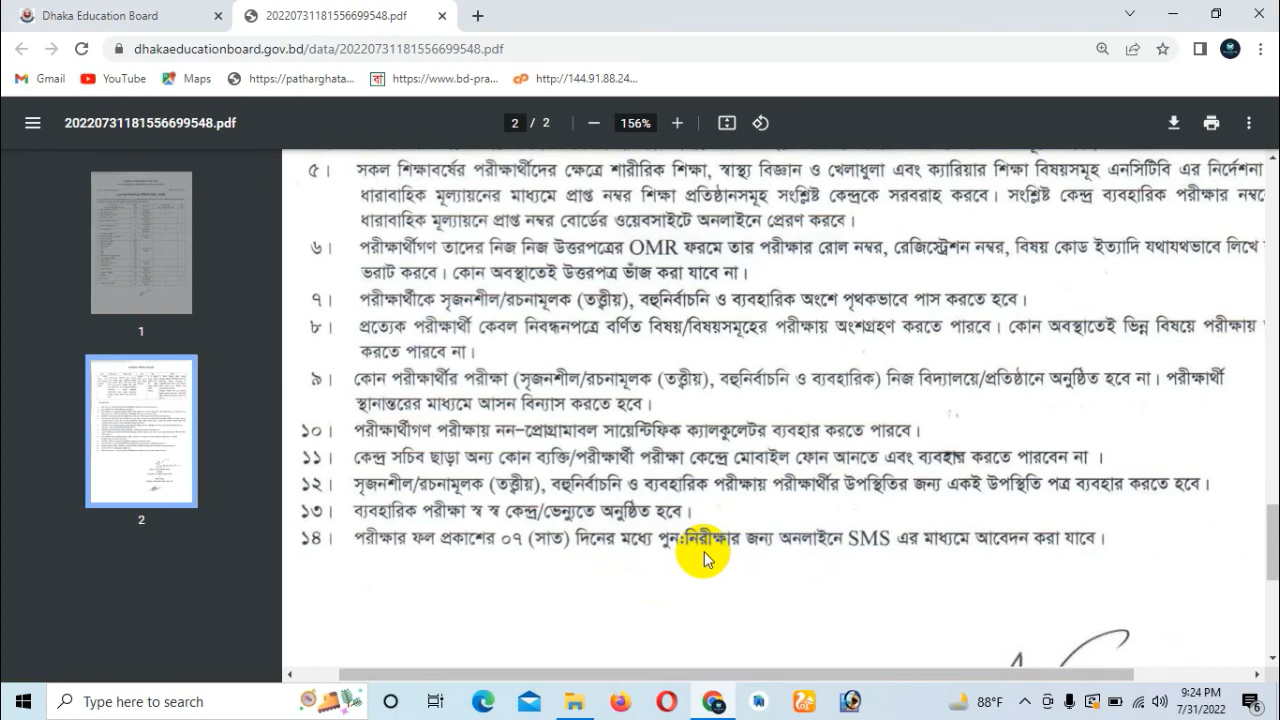 Dhaka Education Board
20220731181556699548.pdf
dhakaeducationboard.gov.bd/data/20220731181556699548.pdf
Gmail
YouTube
Maps
https://patharghata...
https://www.bd-pra...
http://144.91.88.24...
20220731181556699548.pdf
2 / 2
156%
1
2
৫। সকল শিক্ষাবর্ষের পরীক্ষার্থীদের ক্ষেত্রে শারীরিক শিক্ষা, স্বাস্থ্য বিজ্ঞান ও খেলাধুলা এবং ক্যারিয়ার শিক্ষা বিষয়সমূহ এনসিটিবি এর নির্দেশনা
ধারাবাহিক মূল্যায়নের মাধ্যমে প্রাপ্ত নম্বর শিক্ষা প্রতিষ্ঠানসমূহ সংশ্লিষ্ট কেন্দ্রকে সরবরাহ করবে। সংশ্লিষ্ট কেন্দ্র ব্যবহারিক পরীক্ষার নম্বরে
ধারবাহিক মূল্যায়নে প্রাপ্ত নম্বর বোর্ডের ওয়েবসাইটে অনলাইনে প্রেরণ করবে।
৬। পরীক্ষার্থীগণ তাদের নিজ নিজ উত্তরপত্রের OMR ফরমে তার পরীক্ষার রোল নম্বর, রেজিস্ট্রেশন নম্বর, বিষয় কোড ইত্যাদি যথাযথভাবে লিখে
ভরাট করবে। কোন অবস্থাতেই উত্তরপত্র ভাঁজ করা যাবে না।
৭। পরীক্ষার্থীকে সৃজনশীল/রচনামূলক (তত্ত্বীয়), বহুনির্বাচনি ও ব্যবহারিক অংশে পৃথকভাবে পাস করতে হবে।
৮। প্রত্যেক পরীক্ষার্থী কেবল নিবন্ধনপত্রে বর্ণিত বিষয়/বিষয়সমূহের পরীক্ষায় অংশগ্রহণ করতে পারবে। কোন অবস্থাতেই ভিন্ন বিষয়ে পরীক্ষায়
করতে পারবে না।
৯। কোন পরীক্ষার্থীর পরীক্ষা (সৃজনশীল/রচনামূলক (তত্ত্বীয়), বহুনির্বাচনি ও ব্যবহারিক) নিজ বিদ্যালয়ে/প্রতিষ্ঠানে অনুষ্ঠিত হবে না। পরীক্ষার্থী
স্থানান্তরের মাধ্যমে আসন বিন্যাস করতে হবে।
১০। পরীক্ষার্থীগণ পরীক্ষায় নন-প্রোগ্রামাবল সায়েন্টিফিক ক্যালকুলেটর ব্যবহার করতে পারবে।
১১। কেন্দ্র সচিব ছাড়া অন্য কোন ব্যক্তি/পরীক্ষার্থী পরীক্ষা কেন্দ্রে মোবাইল ফোন আনতে এবং ব্যবহার করতে পারবেন না ।
১২। সৃজনশীল/রচনামূলক (তত্ত্বীয়), বহুনির্বাচনি ও ব্যবহারিক পরীক্ষায় পরীক্ষার্থীর উপস্থিতির জন্য একই উপস্থিতি পত্র ব্যবহার করতে হবে।
১৩। ব্যবহারিক পরীক্ষা স্ব স্ব কেন্দ্র/ভেন্যুতে অনুষ্ঠিত হবে।
১৪। পরীক্ষার ফল প্রকাশের ০৭ (সাত) দিনের মধ্যে পুন:নিরীক্ষার জন্য অনলাইনে SMS এর মাধ্যমে আবেদন করা যাবে।
Type here to search
88°F
9:24 PM
7/31/2022
6